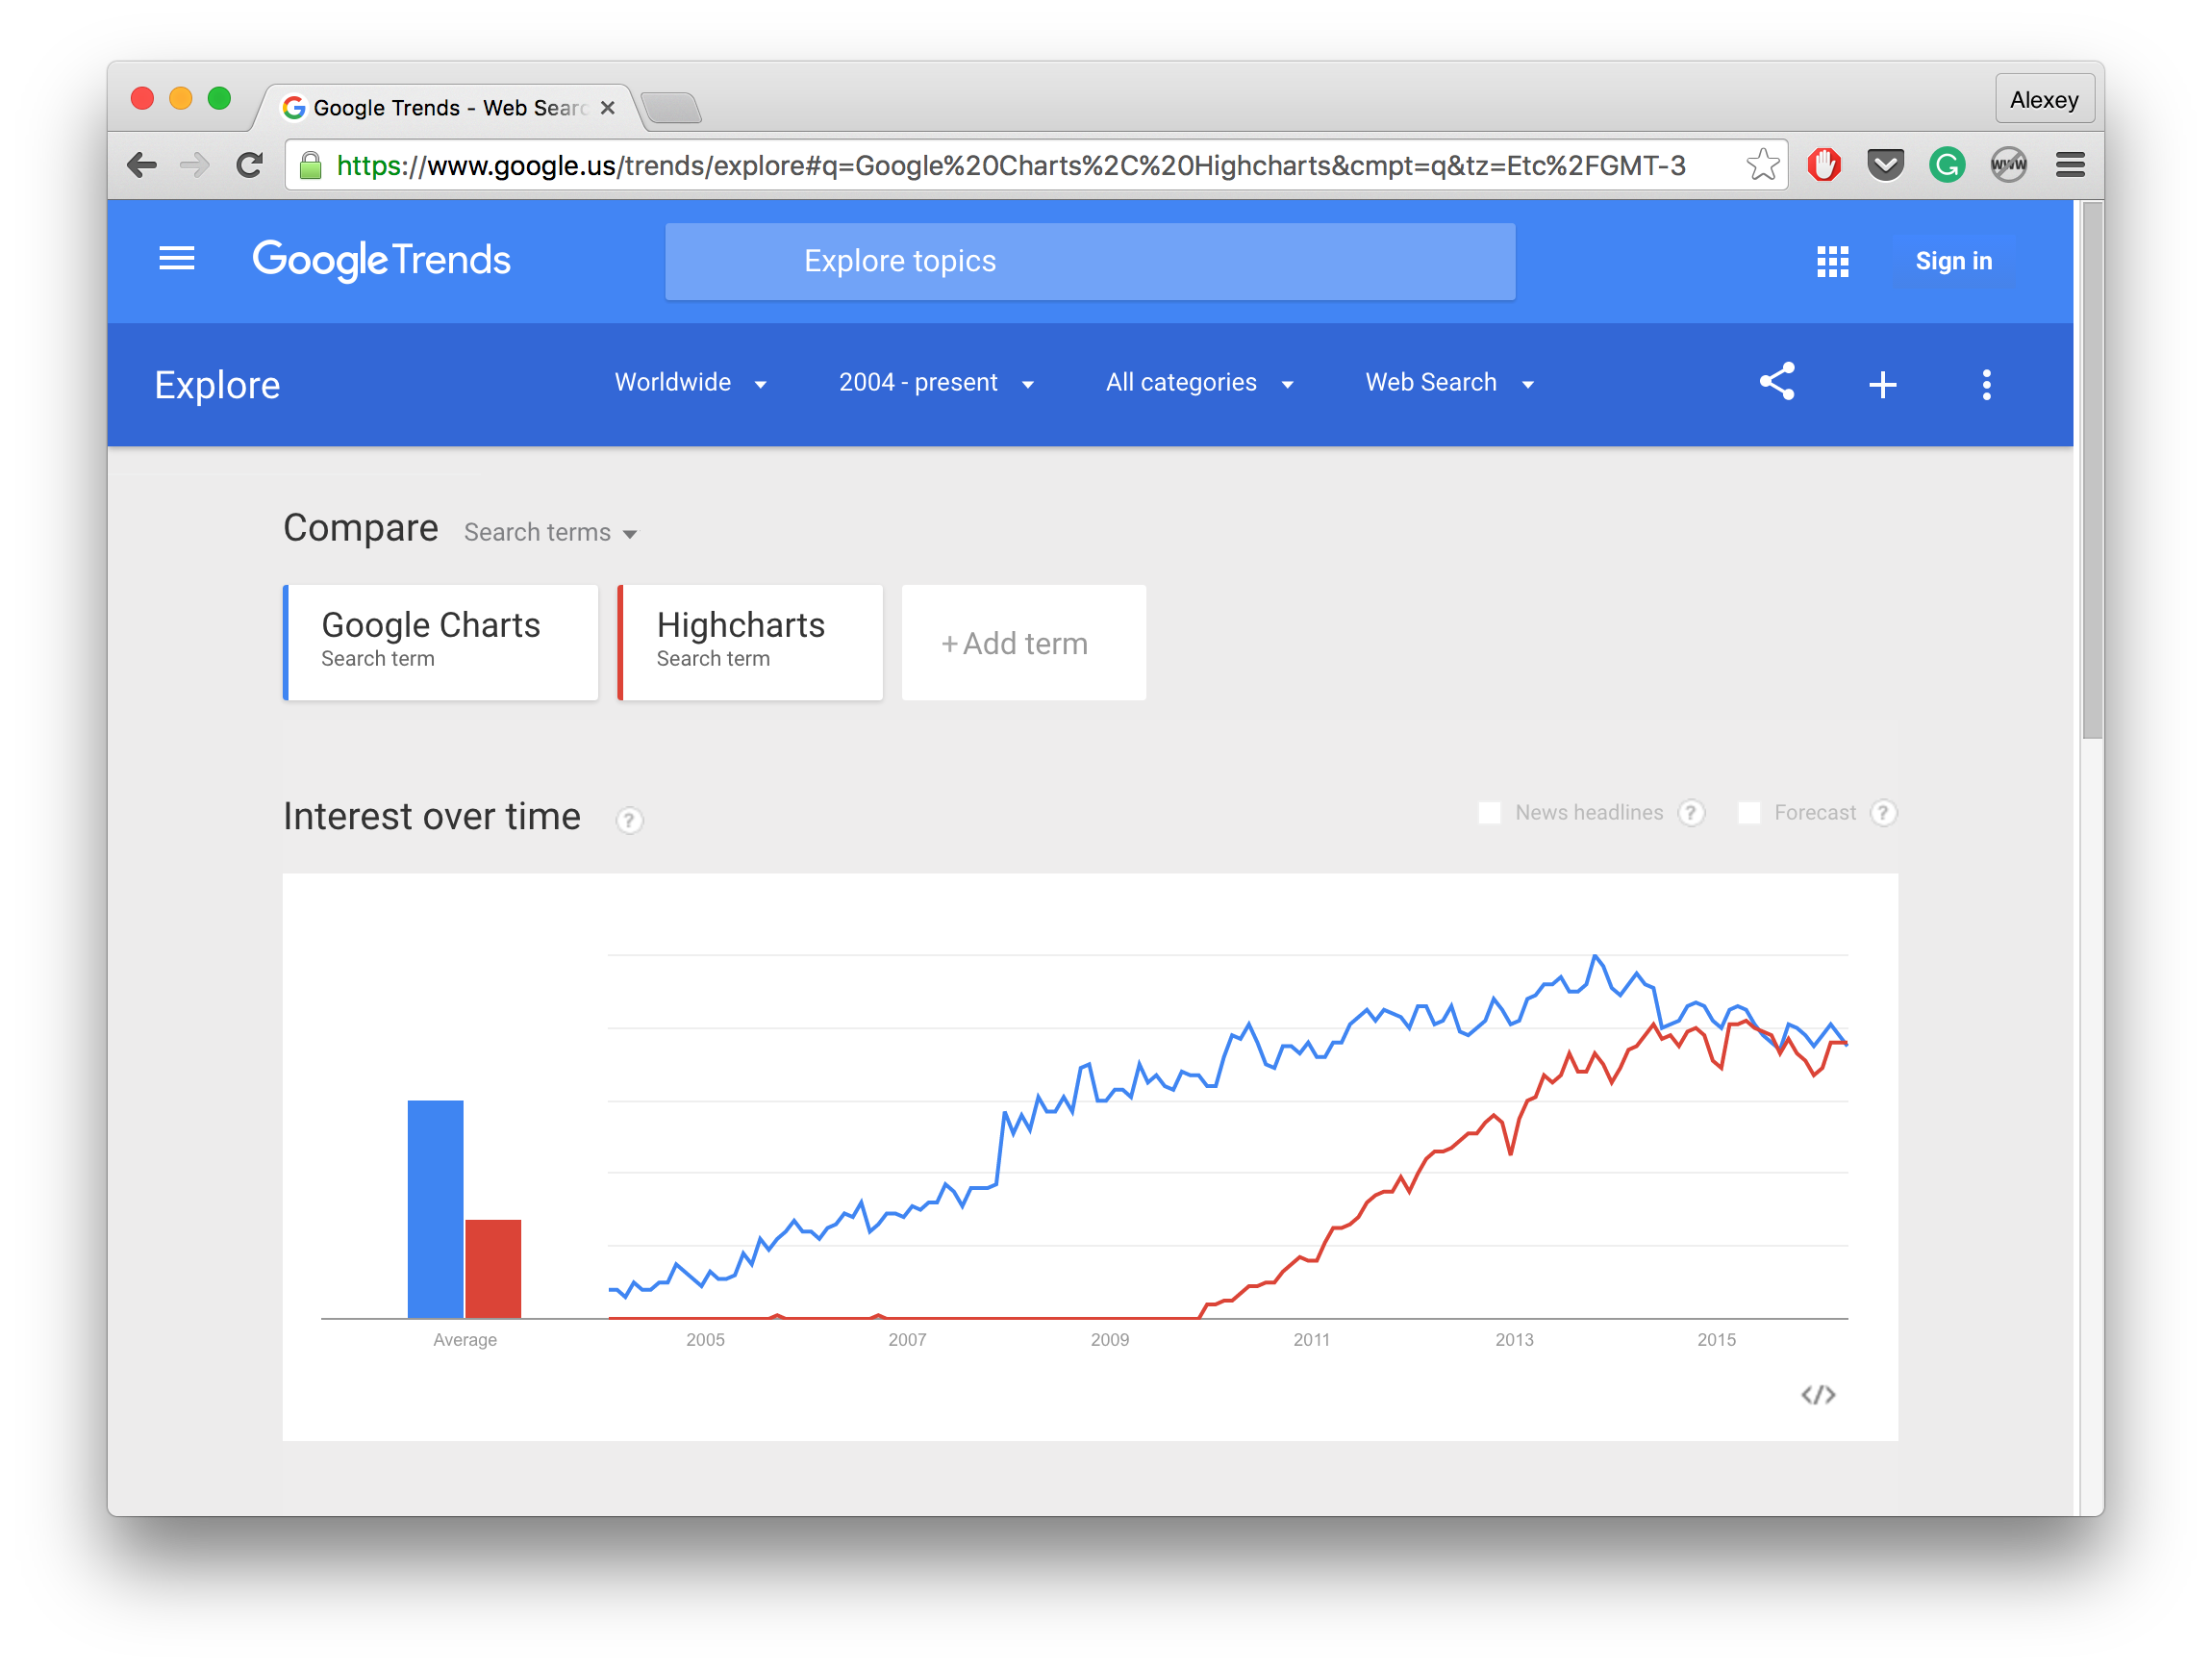 Google Trends - Web Searc
Alexey
https://www.google.us/trends/explore#q=Google%20Charts%2C%20Highcharts&cmpt=q&tz=Etc%2FGMT-3
G
WWW
Google Trends
Explore topics
Sign in
Explore
Worldwide
2004 - present
All categories
Web Search
Compare
Search terms
Google Charts
Search term
Highcharts
Search term
+Add term
Interest over time
?
News headlines
?
Forecast
?
Average
2005
2007
2009
2011
2013
2015
</>